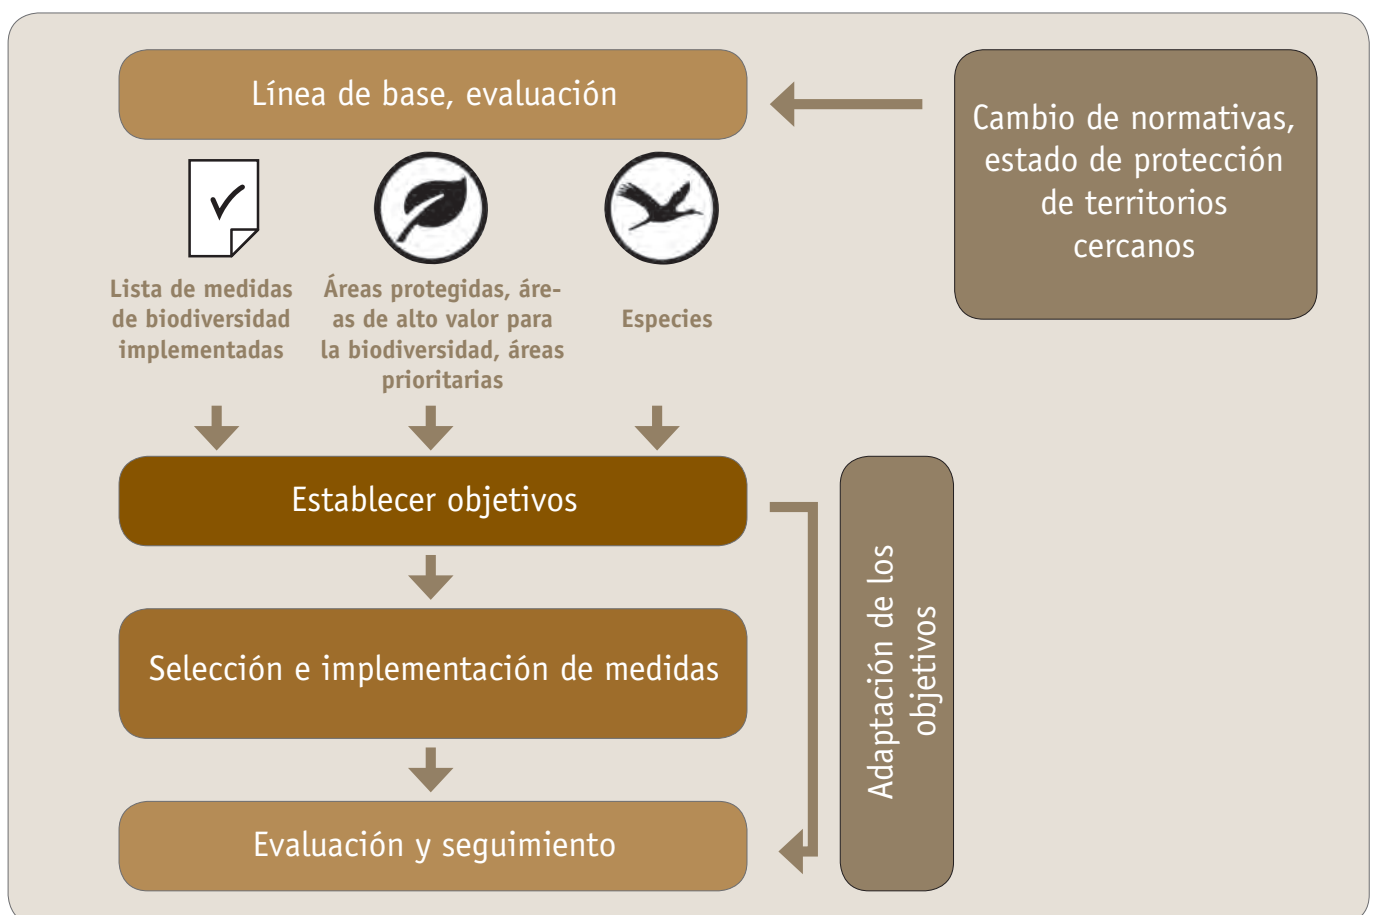 Línea de base, evaluación
Cambio de normativas,
estado de protección
de territorios
cercanos
Lista de medidas
de biodiversidad
implementadas
Áreas protegidas, áre-
as de alto valor para
la biodiversidad, áreas
prioritarias
Especies
Establecer objetivos
Selección e implementación de medidas
Evaluación y seguimiento
Adaptación de los
objetivos